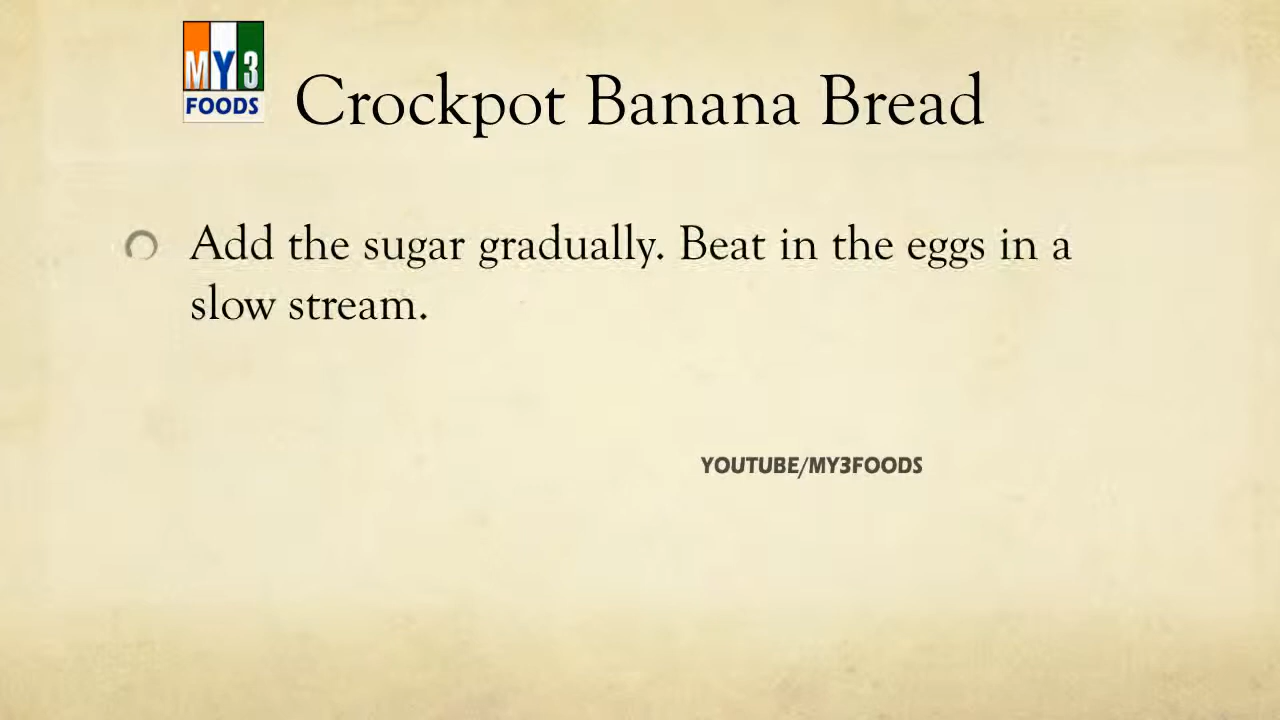 MY3
FOODS
Crockpot Banana Bread
Add the sugar gradually. Beat in the eggs in a
slow stream.
YOUTUBE/MY3FOODS